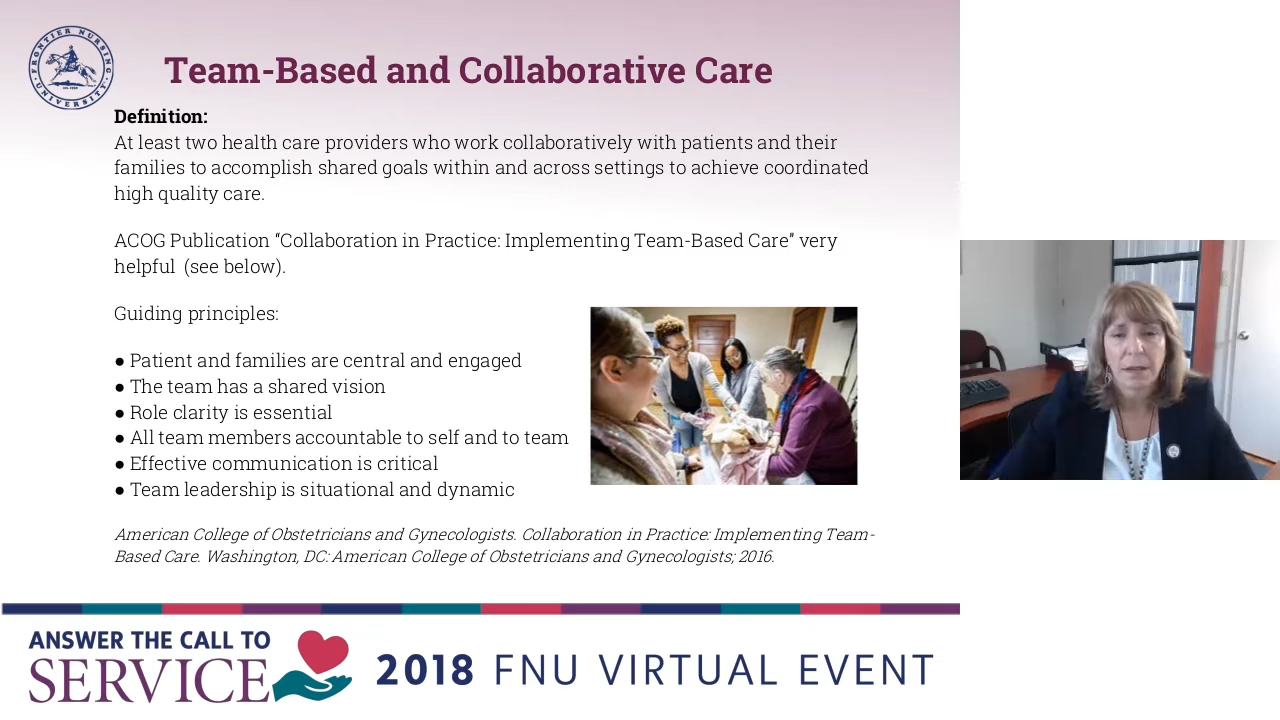 FRONTIER NURSING
UNIVERSITY
Team-Based and Collaborative Care
Definition:
At least two health care providers who work collaboratively with patients and their
families to accomplish shared goals within and across settings to achieve coordinated
high quality care.
ACOG Publication “Collaboration in Practice: Implementing Team-Based Care” very
helpful (see below).
Guiding principles:
● Patient and families are central and engaged
● The team has a shared vision
● Role clarity is essential
● All team members accountable to self and to team
● Effective communication is critical
● Team leadership is situational and dynamic
American College of Obstetricians and Gynecologists. Collaboration in Practice: Implementing Team-
Based Care. Washington, DC: American College of Obstetricians and Gynecologists; 2016.
ANSWER THE CALL TO
SERVICE
2018 FNU VIRTUAL EVENT